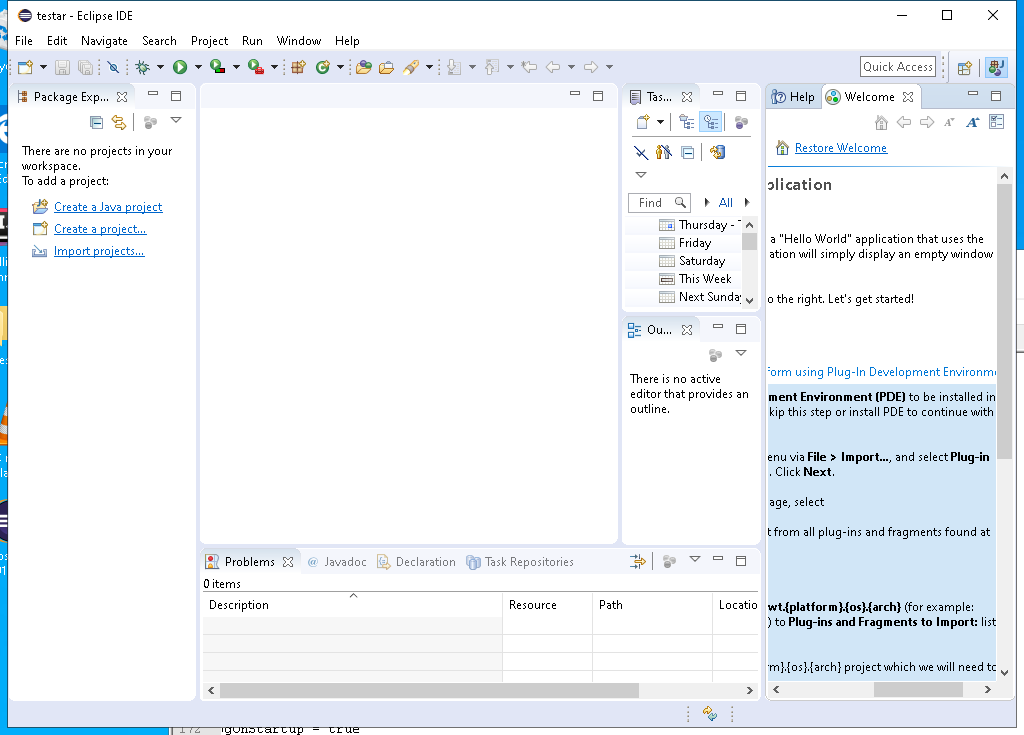 testar - Eclipse IDE
File Edit Navigate Search Project Run Window Help
Quick Access
Package Exp...
There are no projects in your
workspace.
To add a project:
Create a Java project
Create a project...
Import projects...
Tas...
Find
All
Thursday -
Friday
Saturday
This Week
Next Sunday
Ou...
There is no active
editor that provides an
outline.
Help Welcome
Restore Welcome
plication
a "Hello World" application that uses the
ation will simply display an empty window
o the right. Let's get started!
form using Plug-In Development Environme
ment Environment (PDE) to be installed in
kip this step or install PDE to continue with
enu via File > Import..., and select Plug-in
. Click Next.
age, select
t from all plug-ins and fragments found at
wt.{platform}.{os}.{arch} (for example:
) to Plug-ins and Fragments to Import: list
rm}.{os}.{arch} project which we will need to
Problems @ Javadoc Declaration Task Repositories
0 items
Description Resource Path Locatio
172 gOnStartup = true